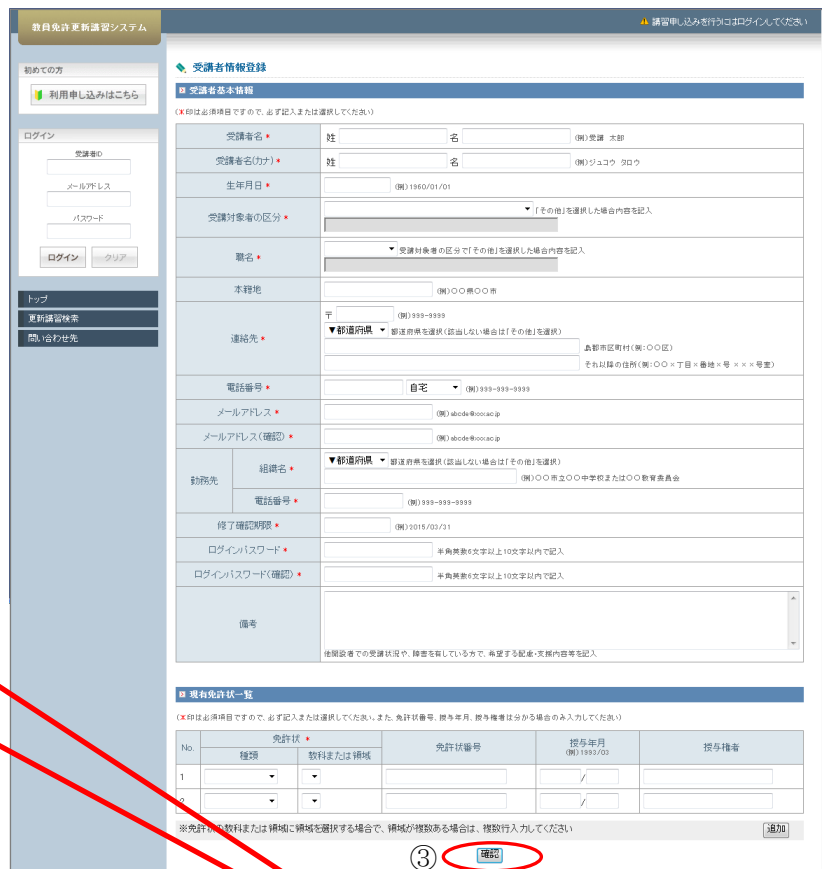 教員免許更新講習システム
⚠ 講習申し込みを行うにはログインしてください
初めての方
利用申し込みはこちら
ログイン
受講者ID
メールアドレス
パスワード
ログイン クリア
トップ
更新講習検索
問い合わせ先
受講者情報登録
受講者基本情報
(*印は必須項目ですので、必ず記入または選択してください)
受講者名 * 姓 名 (例)受講 太郎
受講者名(カナ) * 姓 名 (例)ジュコウ タロウ
生年月日 * (例)1960/01/01
受講対象者の区分 * 「その他」を選択した場合内容を記入
職名 * 受講対象者の区分で「その他」を選択した場合内容を記入
本籍地 (例)〇〇県〇〇市
連絡先 * 〒 (例)999-9999
▼都道府県 都道府県を選択(該当しない場合は「その他」を選択)
島郡市区町村(例:〇〇区)
それ以降の住所(例:〇〇×丁目×番地×号 ×××号室)
電話番号 * 自宅 (例)999-999-9999
メールアドレス * (例)abcde@xxx.ac.jp
メールアドレス(確認) * (例)abcde@xxx.ac.jp
勤務先 組織名 * ▼都道府県 都道府県を選択(該当しない場合は「その他」を選択)
(例)〇〇市立〇〇中学校または〇〇教育委員会
電話番号 * (例)999-999-9999
修了確認期限 * (例)2015/03/31
ログインパスワード * 半角英数6文字以上10文字以内で記入
ログインパスワード(確認) * 半角英数6文字以上10文字以内で記入
備考
他開設者での受講状況や、障害を有している方で、希望する配慮・支援内容等を記入
現有免許状一覧
(*印は必須項目ですので、必ず記入または選択してください。また、免許状番号、授与年月、授与権者は分かる場合のみ入力してください)
No. 免許状 * 免許状番号 授与年月 授与権者
種類 教科または領域 (例)1993/03
1 /
2 /
※免許状の教科または領域に領域を選択する場合で、領域が複数ある場合は、複数行入力してください 追加
③ 確認